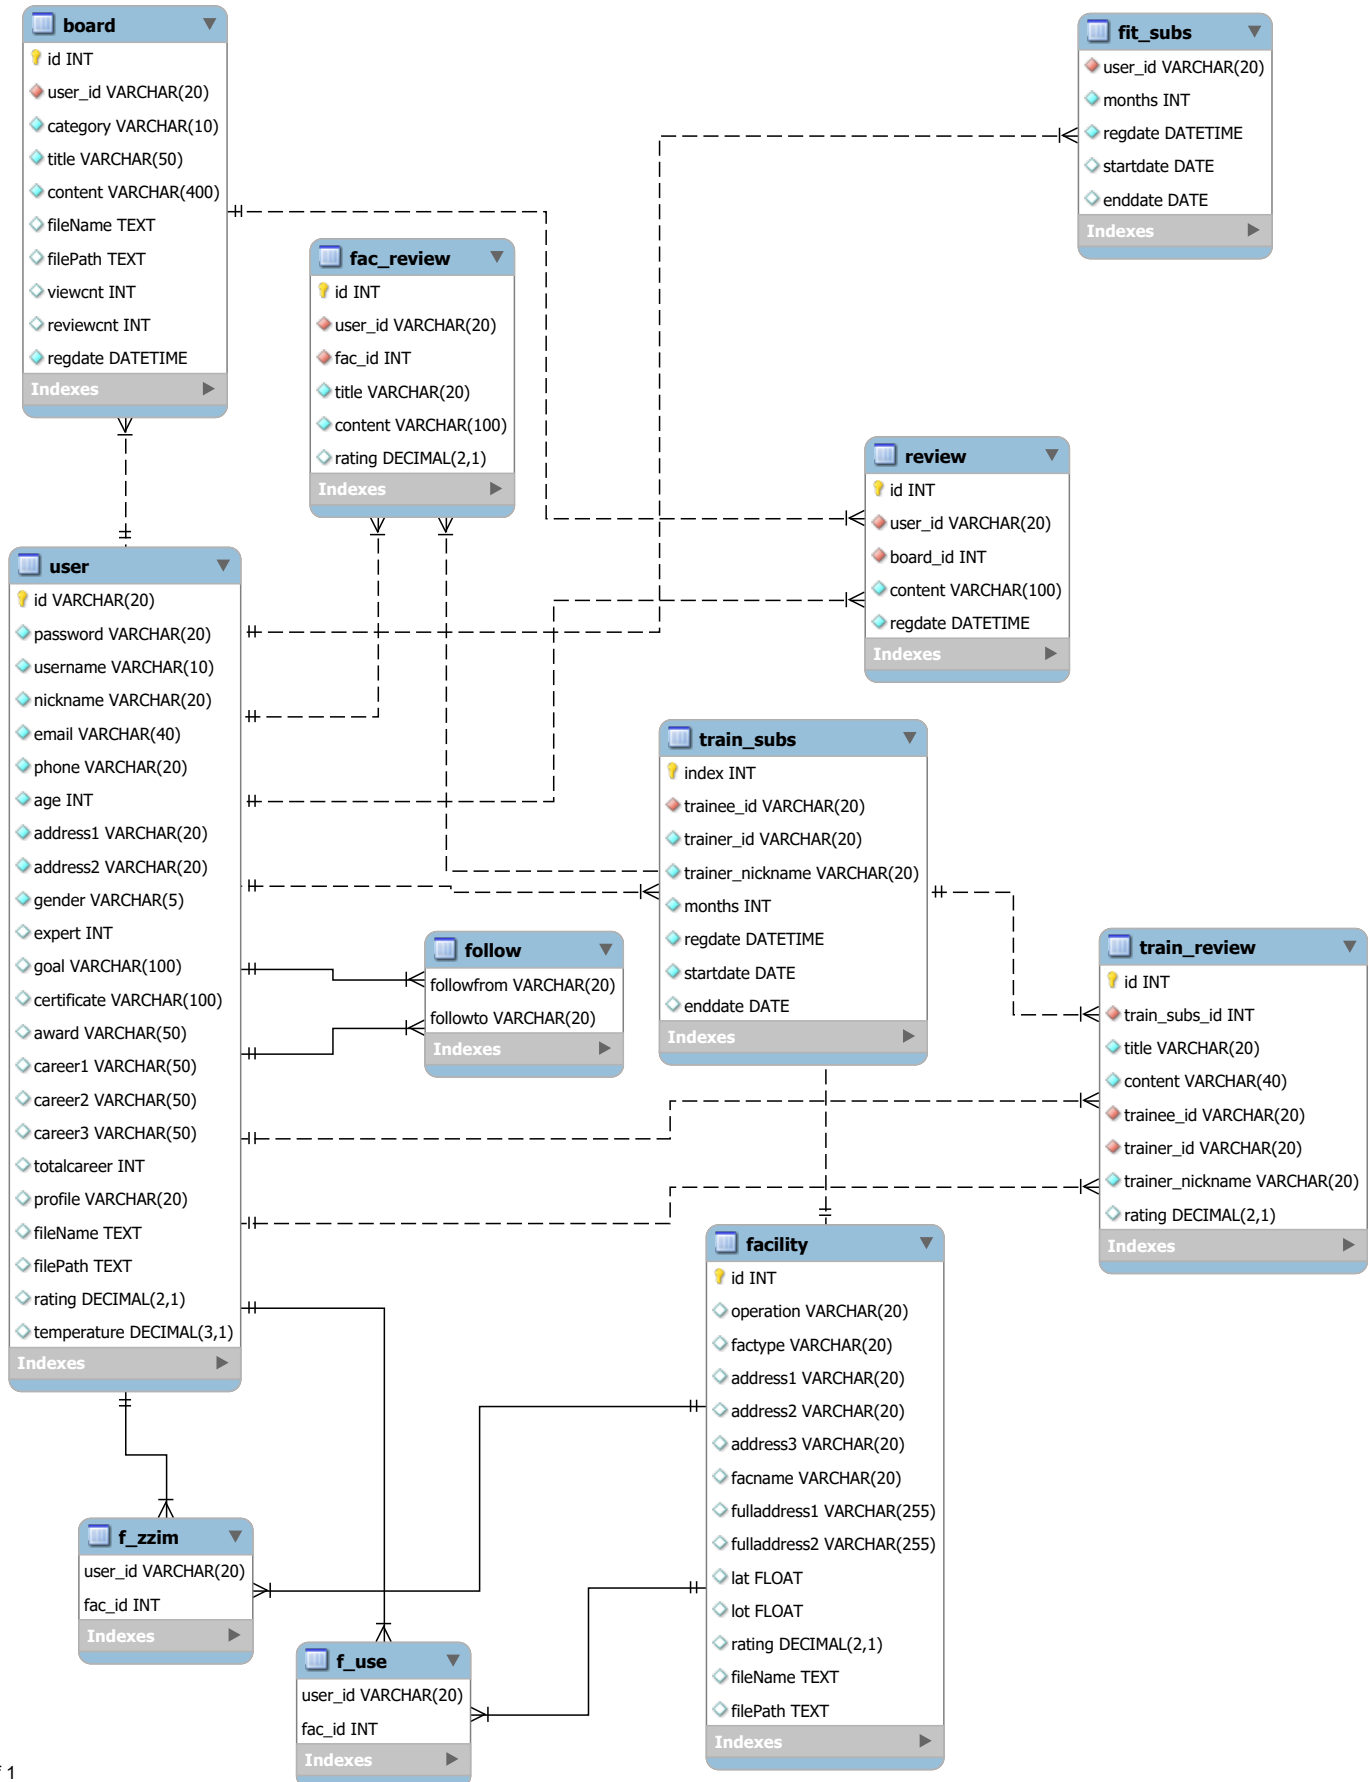 board
id INT
user_id VARCHAR(20)
category VARCHAR(10)
title VARCHAR(50)
content VARCHAR(400)
fileName TEXT
filePath TEXT
viewcnt INT
reviewcnt INT
regdate DATETIME
Indexes
fit_subs
user_id VARCHAR(20)
months INT
regdate DATETIME
startdate DATE
enddate DATE
Indexes
fac_review
id INT
user_id VARCHAR(20)
fac_id INT
title VARCHAR(20)
content VARCHAR(100)
rating DECIMAL(2,1)
Indexes
review
id INT
user_id VARCHAR(20)
board_id INT
content VARCHAR(100)
regdate DATETIME
Indexes
user
id VARCHAR(20)
password VARCHAR(20)
username VARCHAR(10)
nickname VARCHAR(20)
email VARCHAR(40)
phone VARCHAR(20)
age INT
address1 VARCHAR(20)
address2 VARCHAR(20)
gender VARCHAR(5)
expert INT
goal VARCHAR(100)
certificate VARCHAR(100)
award VARCHAR(50)
career1 VARCHAR(50)
career2 VARCHAR(50)
career3 VARCHAR(50)
totalcareer INT
profile VARCHAR(20)
fileName TEXT
filePath TEXT
rating DECIMAL(2,1)
temperature DECIMAL(3,1)
Indexes
train_subs
index INT
trainee_id VARCHAR(20)
trainer_id VARCHAR(20)
trainer_nickname VARCHAR(20)
months INT
regdate DATETIME
startdate DATE
enddate DATE
Indexes
follow
followfrom VARCHAR(20)
followto VARCHAR(20)
Indexes
train_review
id INT
train_subs_id INT
title VARCHAR(20)
content VARCHAR(40)
trainee_id VARCHAR(20)
trainer_id VARCHAR(20)
trainer_nickname VARCHAR(20)
rating DECIMAL(2,1)
Indexes
facility
id INT
operation VARCHAR(20)
factype VARCHAR(20)
address1 VARCHAR(20)
address2 VARCHAR(20)
address3 VARCHAR(20)
facname VARCHAR(20)
fulladdress1 VARCHAR(255)
fulladdress2 VARCHAR(255)
lat FLOAT
lot FLOAT
rating DECIMAL(2,1)
fileName TEXT
filePath TEXT
Indexes
f_zzim
user_id VARCHAR(20)
fac_id INT
Indexes
f_use
user_id VARCHAR(20)
fac_id INT
Indexes
1